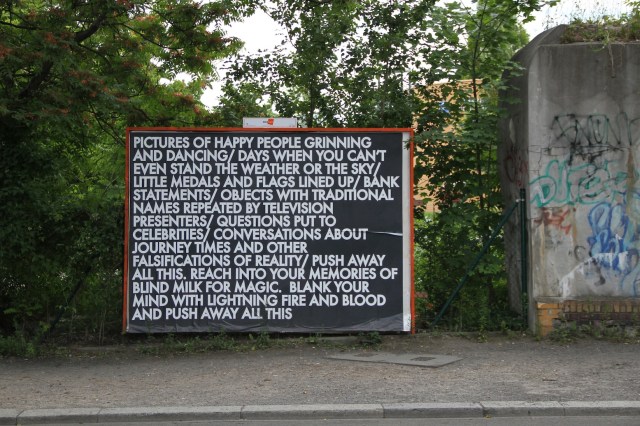 PICTURES OF HAPPY PEOPLE GRINNING
AND DANCING/ DAYS WHEN YOU CAN'T
EVEN STAND THE WEATHER OR THE SKY/
LITTLE MEDALS AND FLAGS LINED UP/ BANK
STATEMENTS/ OBJECTS WITH TRADITIONAL
NAMES REPEATED BY TELEVISION
PRESENTERS/ QUESTIONS PUT TO
CELEBRITIES/ CONVERSATIONS ABOUT
JOURNEY TIMES AND OTHER
FALSIFICATIONS OF REALITY/ PUSH AWAY
ALL THIS. REACH INTO YOUR MEMORIES OF
BLIND MILK FOR MAGIC. BLANK YOUR
MIND WITH LIGHTNING FIRE AND BLOOD
AND PUSH AWAY ALL THIS